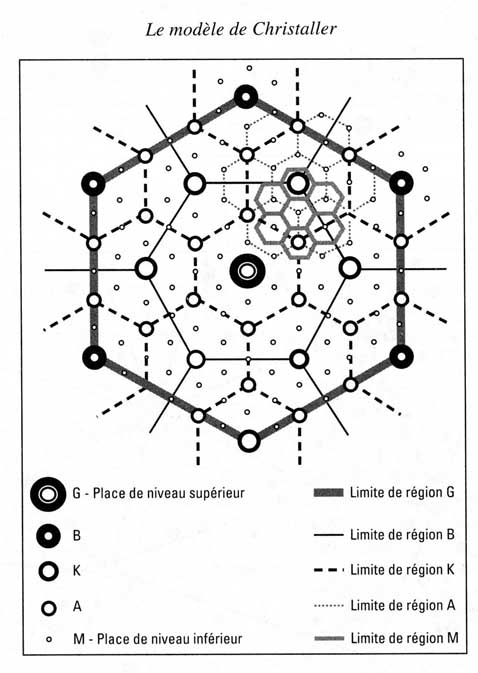 Le modèle de Christaller
G - Place de niveau supérieur
Limite de région G
B
Limite de région B
K
Limite de région K
A
Limite de région A
M - Place de niveau inférieur
Limite de région M